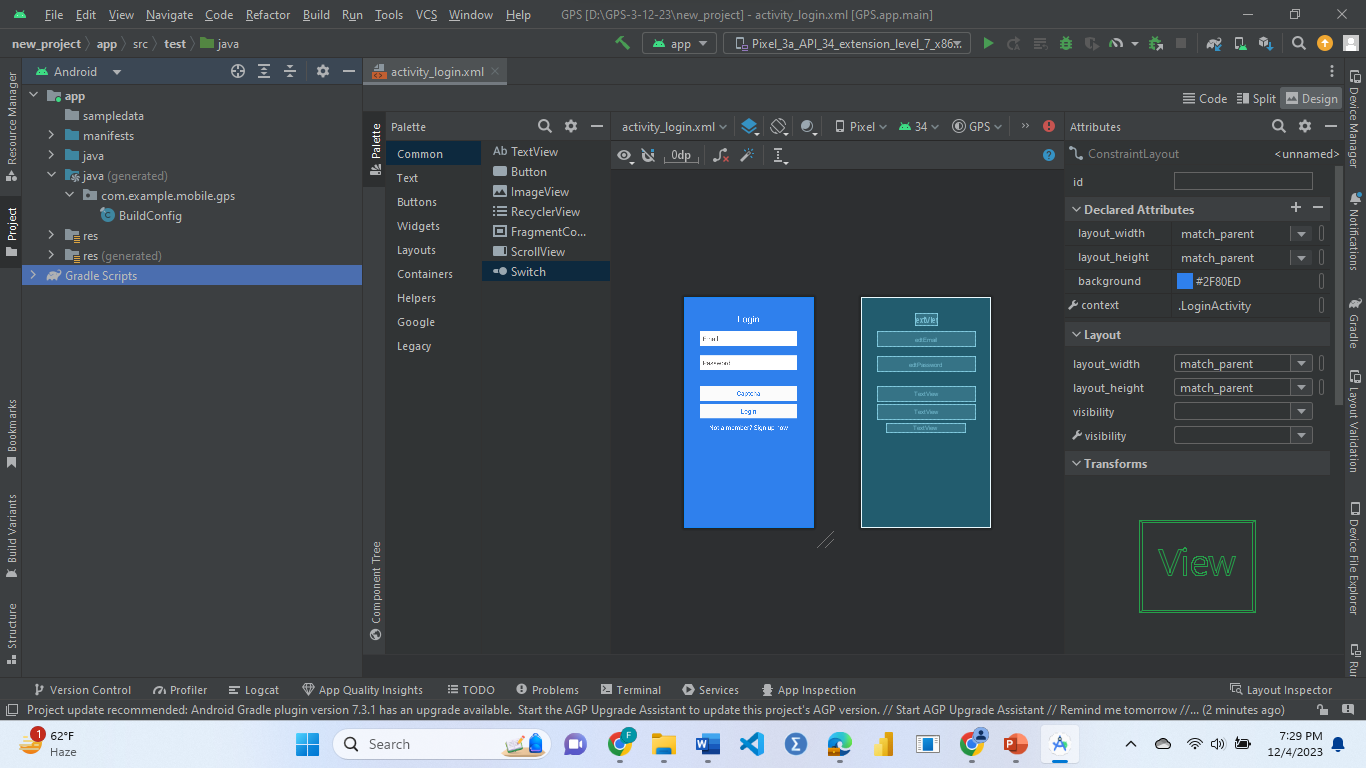 File Edit View Navigate Code Refactor Build Run Tools VCS Window Help GPS [D:\GPS-3-12-23\new_project] - activity_login.xml [GPS.app.main]
new_project app src test java
app Pixel_3a_API_34_extension_level_7_x86...
Android
activity_login.xml
Code Split Design
Resource Manager
Project
Bookmarks
Build Variants
Structure
app
sampledata
manifests
java
java (generated)
com.example.mobile.gps
BuildConfig
res
res (generated)
Gradle Scripts
Palette
Component Tree
Palette
Common
Text
Buttons
Widgets
Layouts
Containers
Helpers
Google
Legacy
Ab TextView
Button
ImageView
RecyclerView
FragmentCo...
ScrollView
Switch
activity_login.xml Pixel 34 GPS
0dp
Login
Email
Password
Captcha
Login
Not a member? Sign up now
editEmail
editPassword
TextView
TextView
TextView
Attributes
ConstraintLayout <unnamed>
id
Declared Attributes
layout_width match_parent
layout_height match_parent
background #2F80ED
context .LoginActivity
Layout
layout_width match_parent
layout_height match_parent
visibility
visibility
Transforms
View
Device Manager
Notifications
Gradle
Layout Validation
Device File Explorer
Ru
Version Control Profiler Logcat App Quality Insights TODO Problems Terminal Services App Inspection Layout Inspector
Project update recommended: Android Gradle plugin version 7.3.1 has an upgrade available. Start the AGP Upgrade Assistant to update this project's AGP version. // Start AGP Upgrade Assistant // Remind me tomorrow //... (2 minutes ago)
1
62°F
Haze
Search
F
7:29 PM
12/4/2023